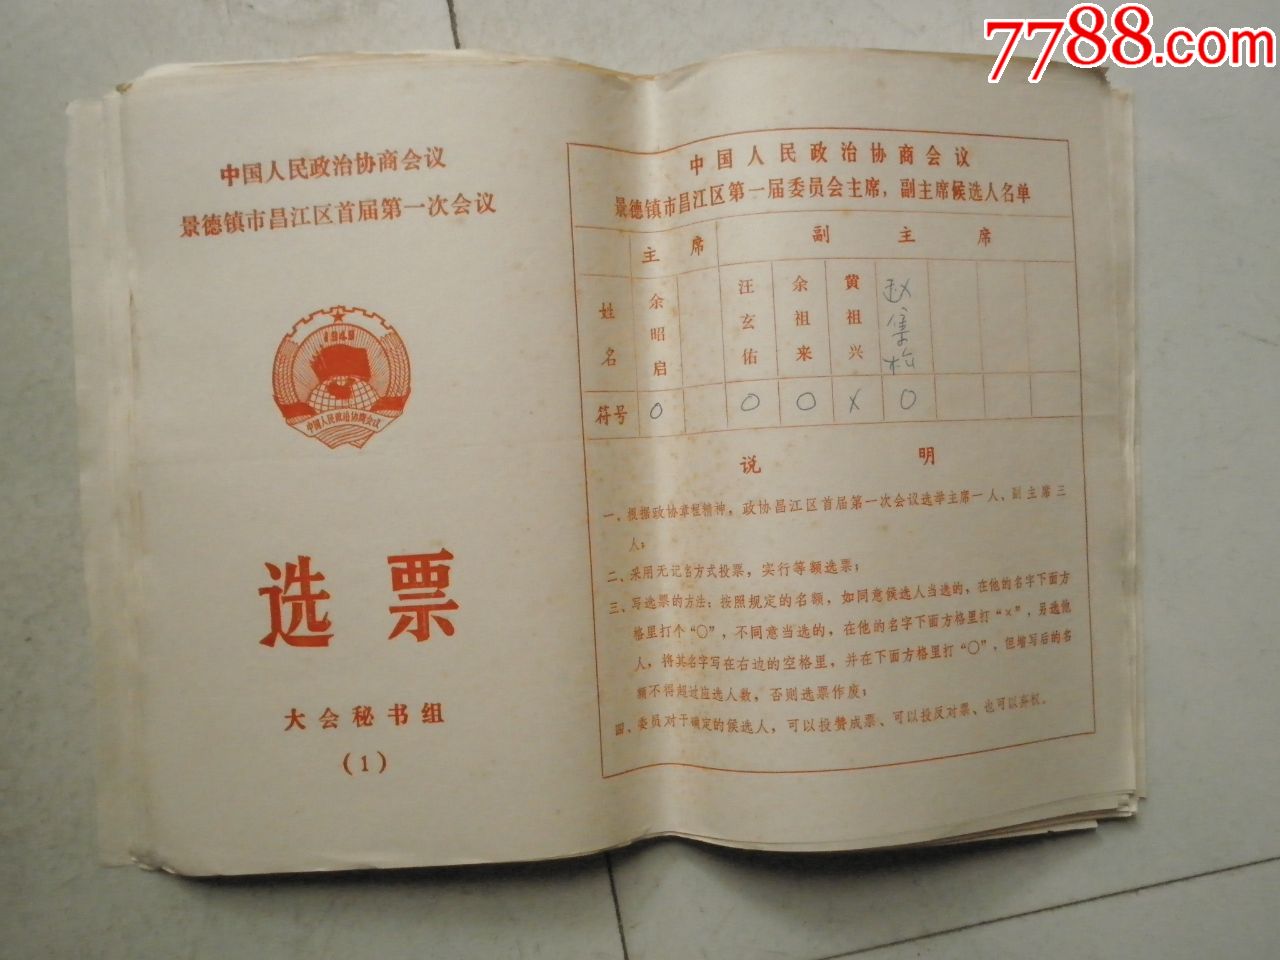 7788.com
中国人民政治协商会议
景德镇市昌江区首届第一次会议
1949
中国人民政治协商会议
选票
大会秘书组
(1)
中国人民政治协商会议
景德镇市昌江区第一届委员会主席，副主席候选人名单
主席 副主席
姓名 余昭启 汪玄佑 余祖来 黄祖兴 赵
符号 O O O X O
说明
一、根据政协章程精神，政协昌江区首届第一次会议选举主席一人、副主席三
人；
二、采用无记名方式投票，实行等额选票；
三、写选票的方法：按照规定的名额，如同意候选人当选的，在他的名字下面方
格里打个“〇”，不同意当选的，在他的名字下面方格里打“×”，另选他
人，将其名字写在右边的空格里，并在下面方格里打“〇”，但缩写后的名
额不得超过应选人数，否则选票作废；
四、委员对于确定的候选人，可以投赞成票、可以投反对票、也可以弃权。